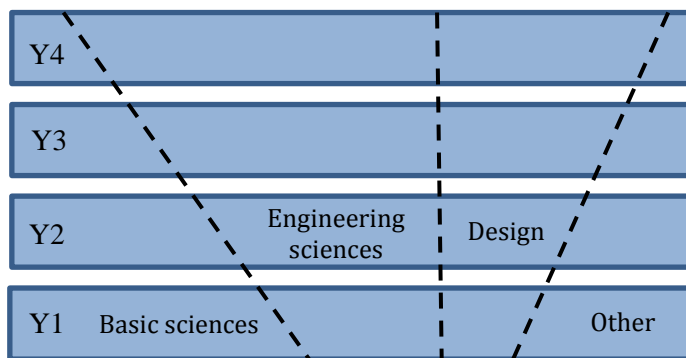 Y4
Y3
Y2
Engineering
sciences
Design
Y1
Basic sciences
Other